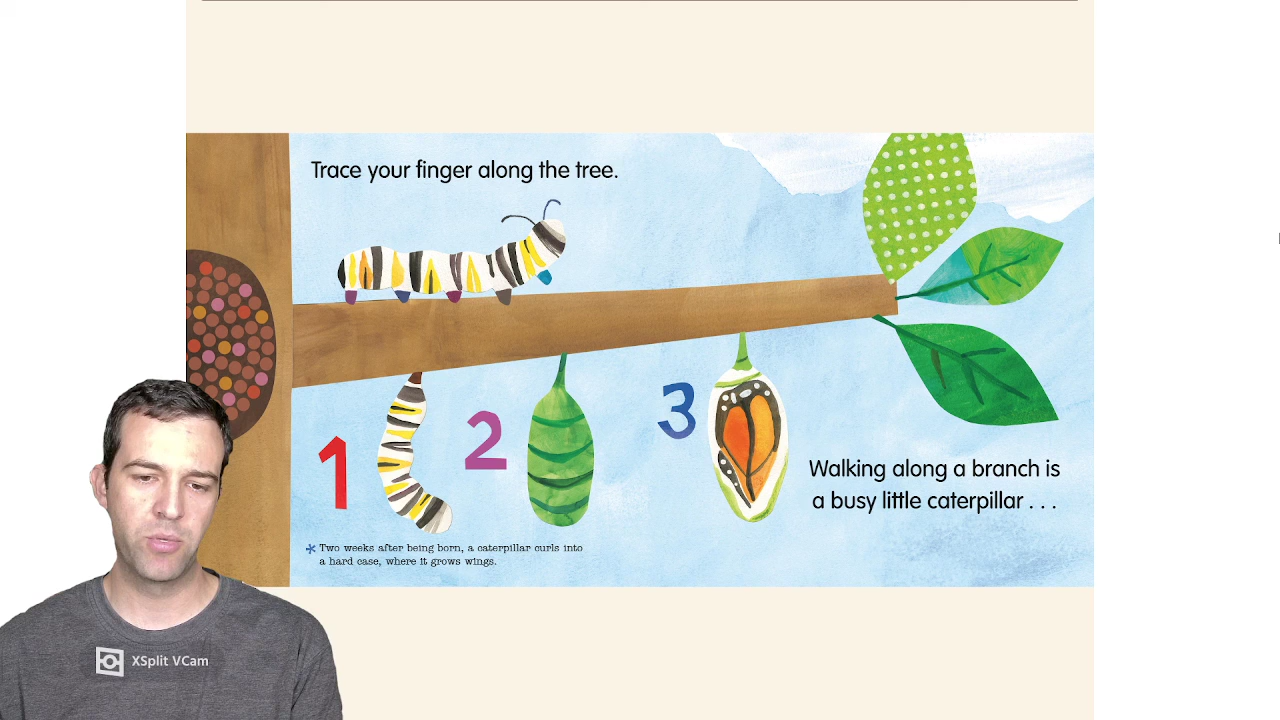 Trace your finger along the tree.
1
2
3
Walking along a branch is
a busy little caterpillar . . .
* Two weeks after being born, a caterpillar curls into
a hard case, where it grows wings.
XSplit VCam